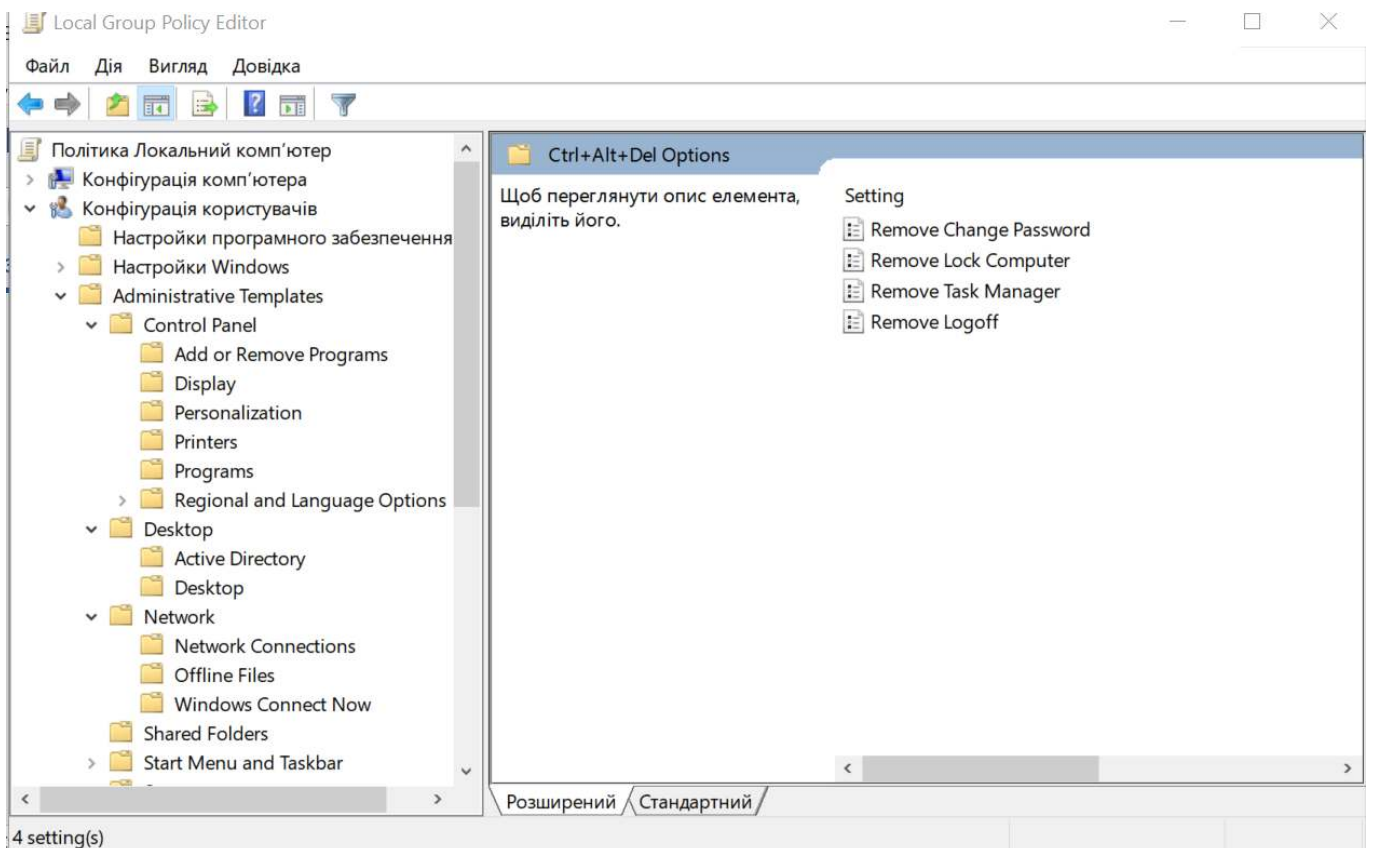 Local Group Policy Editor
Файл Дія Вигляд Довідка
Політика Локальний комп’ютер
Конфігурація комп’ютера
Конфігурація користувачів
Настройки програмного забезпечення
Настройки Windows
Administrative Templates
Control Panel
Add or Remove Programs
Display
Personalization
Printers
Programs
Regional and Language Options
Desktop
Active Directory
Desktop
Network
Network Connections
Offline Files
Windows Connect Now
Shared Folders
Start Menu and Taskbar
Ctrl+Alt+Del Options
Щоб переглянути опис елемента,
виділіть його.
Setting
Remove Change Password
Remove Lock Computer
Remove Task Manager
Remove Logoff
Розширений Стандартний
4 setting(s)